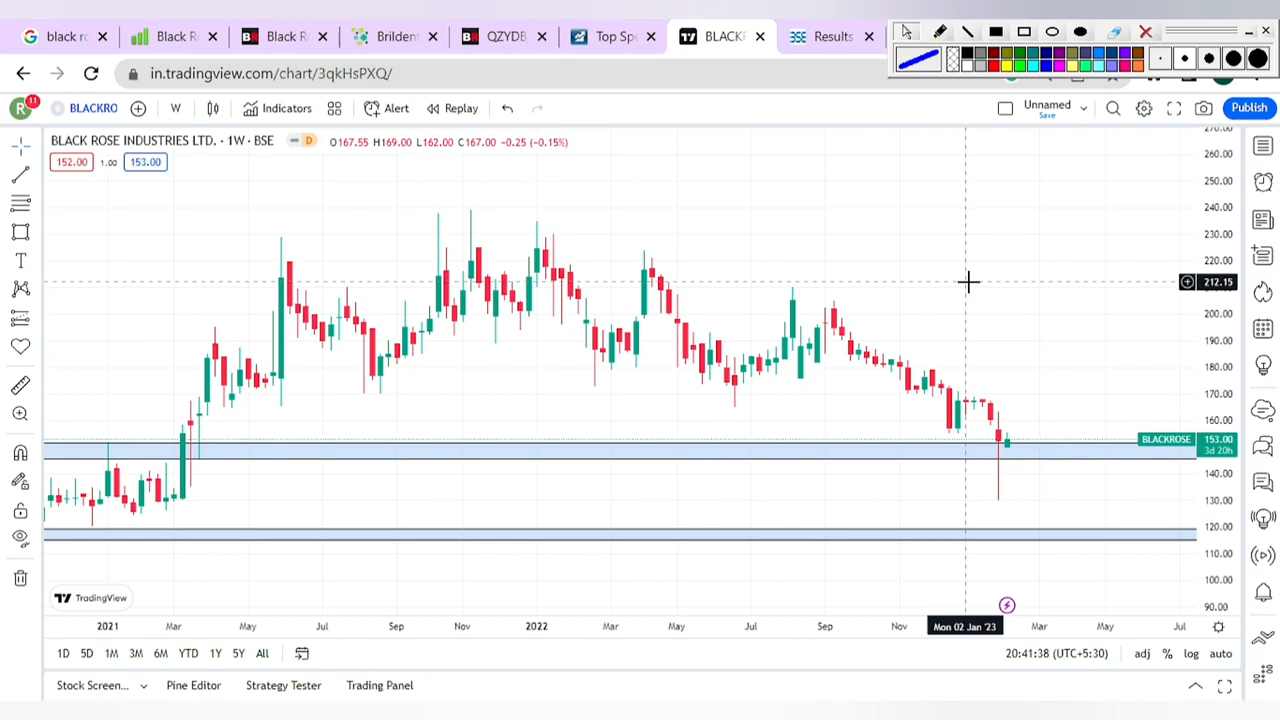 black ro
Black R
Black R
Brildent
QZYDB
Top Sp
BLACKR
Results
in.tradingview.com/chart/3qkHIsPXQ/
R 11 BLACKRO W Indicators Alert Replay Unnamed Save Publish
BLACK ROSE INDUSTRIES LTD. · 1W · BSE D O167.55 H169.00 L162.00 C167.00 -0.25 (-0.15%)
152.00 1.00 153.00
270.00
260.00
250.00
240.00
230.00
220.00
212.15
200.00
190.00
180.00
170.00
160.00
BLACKROSE 153.00
3d 20h
140.00
130.00
120.00
110.00
100.00
90.00
TradingView
2021 Mar May Jul Sep Nov 2022 Mar May Jul Sep Nov Mon 02 Jan '23 Mar May Jul
1D 5D 1M 3M 6M YTD 1Y 5Y All 20:41:38 (UTC+5:30) adj % log auto
Stock Screen... Pine Editor Strategy Tester Trading Panel